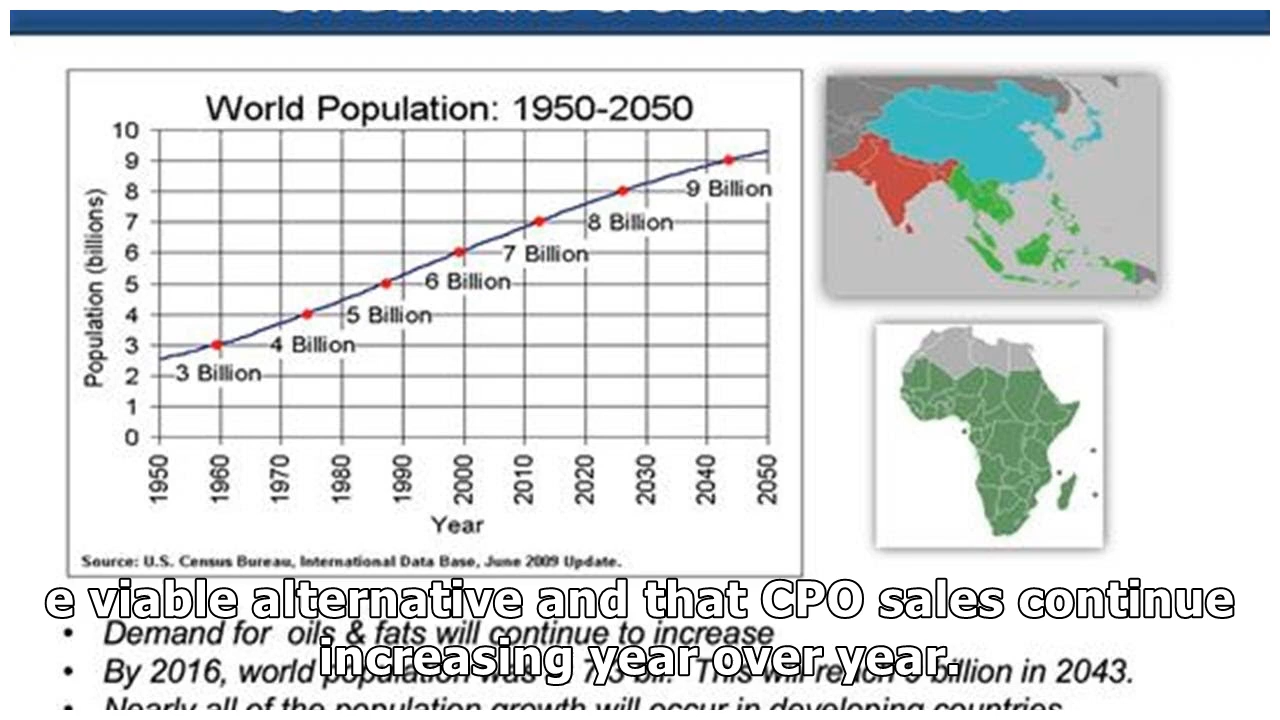 World Population: 1950-2050
Population (billions)
10
9
8
7
6
5
4
3
2
1
0
3 Billion
4 Billion
5 Billion
6 Billion
7 Billion
8 Billion
9 Billion
1950
1960
1970
1980
1990
2000
2010
2020
2030
2040
2050
Year
Source: U.S. Census Bureau, International Data Base, June 2009 Update.
e viable alternative and that CPO sales continue
increasing year over year.
• Demand for oils & fats will continue to increase
• By 2016, world population was 7.3 bil. This will reach 9 billion in 2043.
• Nearly all of the population growth will occur in developing countries